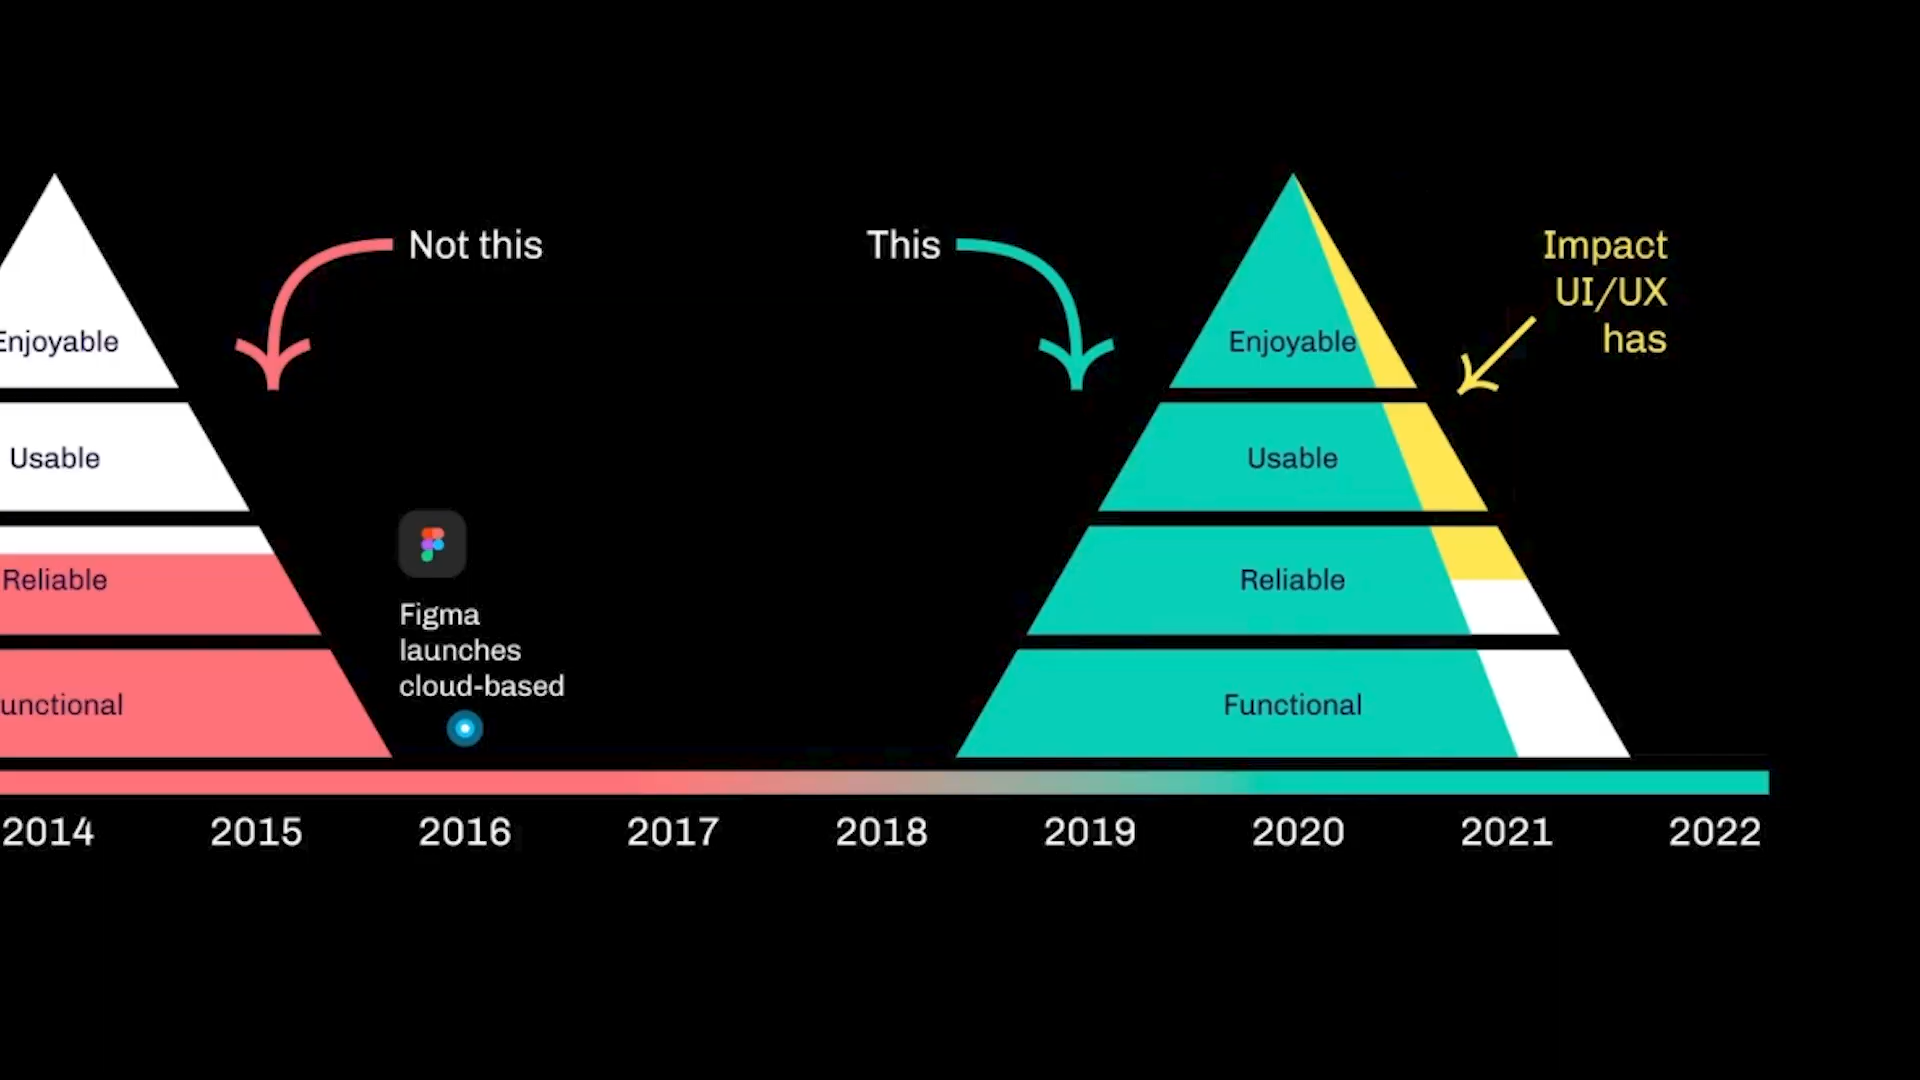 Not this
This
Impact
UI/UX
has
Enjoyable
Usable
Reliable
unctional
Figma
launches
cloud-based
Enjoyable
Usable
Reliable
Functional
2014 2015 2016 2017 2018 2019 2020 2021 2022